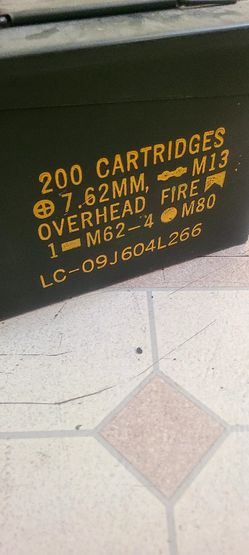 200 CARTRIDGES
7.62MM, M13
OVERHEAD FIRE
1 M62-4 M80
LC-09J604L266